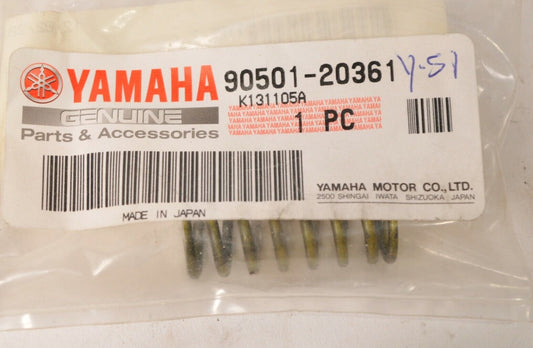 YAMAHA 90501-20361 Y-51
K131105A
GENUINE
Parts & Accessories
1 PC
YAMAHA MOTOR CO., LTD.
2500 SHINGAI IWATA SHIZUOKA JAPAN
MADE IN JAPAN